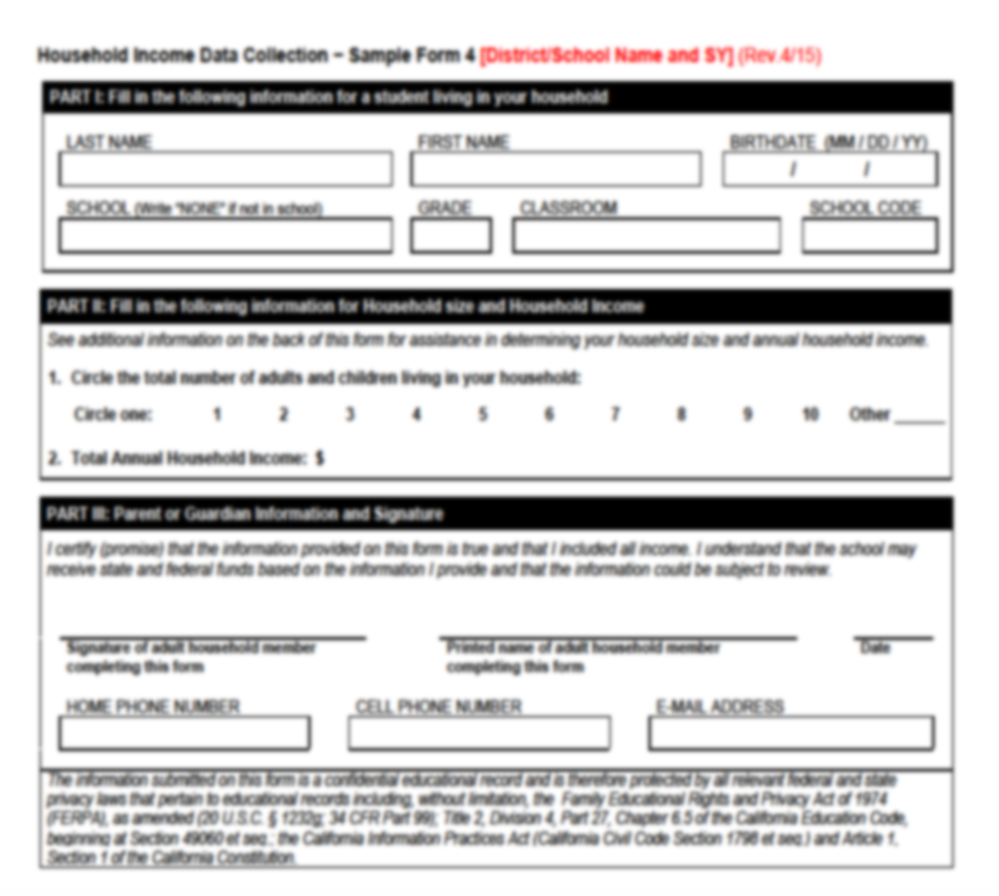 Household Income Data Collection – Sample Form 4 [District/School Name and SY] (Rev.4/15)
PART I: Fill in the following information for a student living in your household
LAST NAME FIRST NAME BIRTHDATE (MM / DD / YY)
/ /
SCHOOL (Write "NONE" if not in school) GRADE CLASSROOM SCHOOL CODE
PART II: Fill in the following information for Household size and Household Income
See additional information on the back of this form for assistance in determining your household size and annual household income.
1. Circle the total number of adults and children living in your household:
Circle one: 1 2 3 4 5 6 7 8 9 10 Other ______
2. Total Annual Household Income: $
PART III: Parent or Guardian Information and Signature
I certify (promise) that the information provided on this form is true and that I included all income. I understand that the school may
receive state and federal funds based on the information I provide and that the information could be subject to review.
Signature of adult household member Printed name of adult household member Date
completing this form completing this form
HOME PHONE NUMBER CELL PHONE NUMBER E-MAIL ADDRESS
The information submitted on this form is a confidential educational record and is therefore protected by all relevant federal and state
privacy laws that pertain to educational records including, without limitation, the Family Educational Rights and Privacy Act of 1974
(FERPA), as amended (20 U.S.C. § 1232g; 34 CFR Part 99); Title 2, Division 4, Part 27, Chapter 6.5 of the California Education Code,
beginning at Section 49060 et seq.; the California Information Practices Act (California Civil Code Section 1798 et seq.) and Article 1,
Section 1 of the California Constitution.